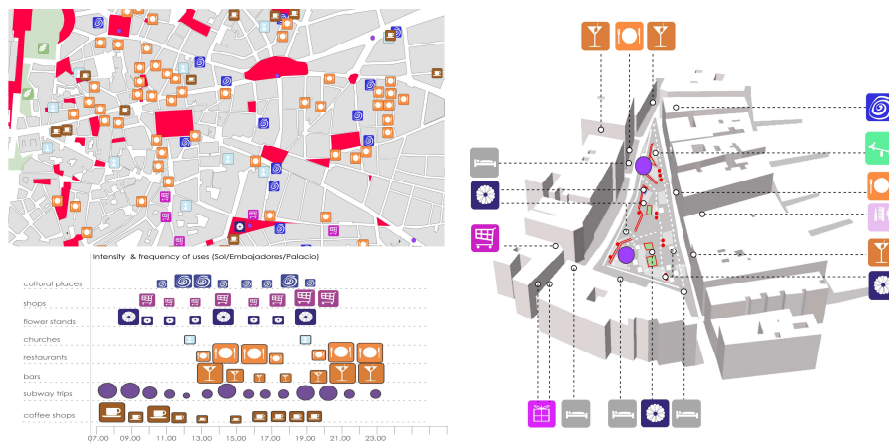 Intensity & frequency of uses (Sol/Embajadores/Palacio)
cultural places
shops
flower stands
churches
restaurants
bars
subway trips
coffee shops
07.00 09.00 11.00 13.00 15.00 17.00 19.00 21.00 23.00